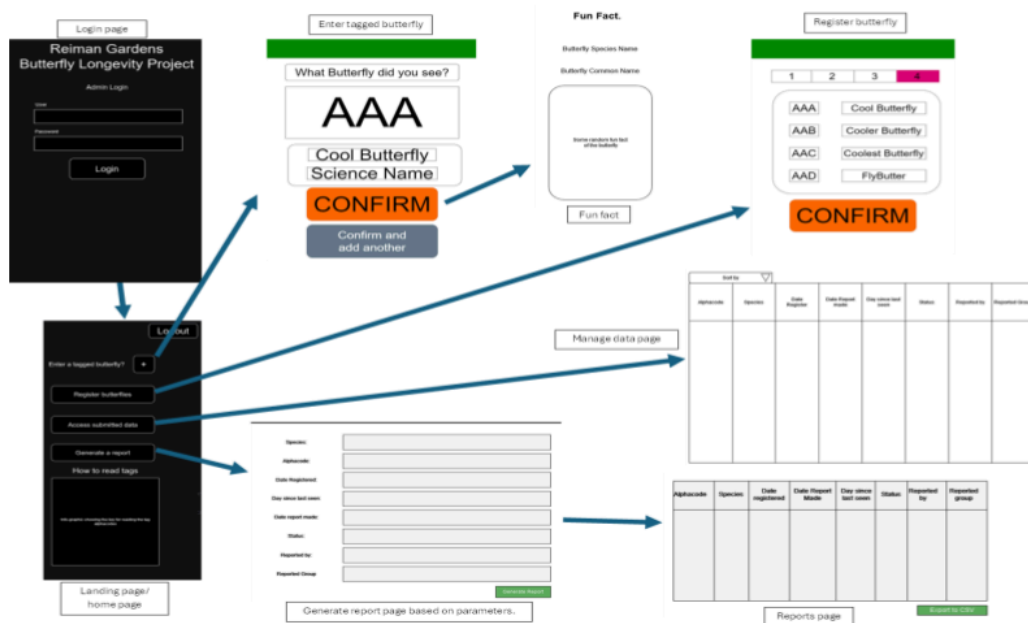 Login page
Reiman Gardens
Butterfly Longevity Project
Admin Login
User
Password
Login
Enter tagged butterfly
What Butterfly did you see?
AAA
Cool Butterfly
Science Name
CONFIRM
Confirm and
add another
Fun Fact.
Butterfly Species Name
Butterfly Common Name
Some random fun fact
of the butterfly
Fun fact
Register butterfly
1 2 3 4
AAA Cool Butterfly
AAB Cooler Butterfly
AAC Coolest Butterfly
AAD FlyButter
CONFIRM
Logout
Enter a tagged butterfly? +
Register butterflies
Access submitted data
Generate a report
How to read tags
Landing page/
home page
Manage data page
Sort by
Alphacode Species Date Register Date Report made Day since last seen Status Reported by Reported Group
Species:
Alphacode:
Date Registered:
Day since last seen
Date report made:
Status:
Reported by:
Reported Group
Generate Report
Generate report page based on parameters.
Alphacode Species Date registered Date Report Made Day since last seen Status Reported by Reported group
Export to CSV
Reports page